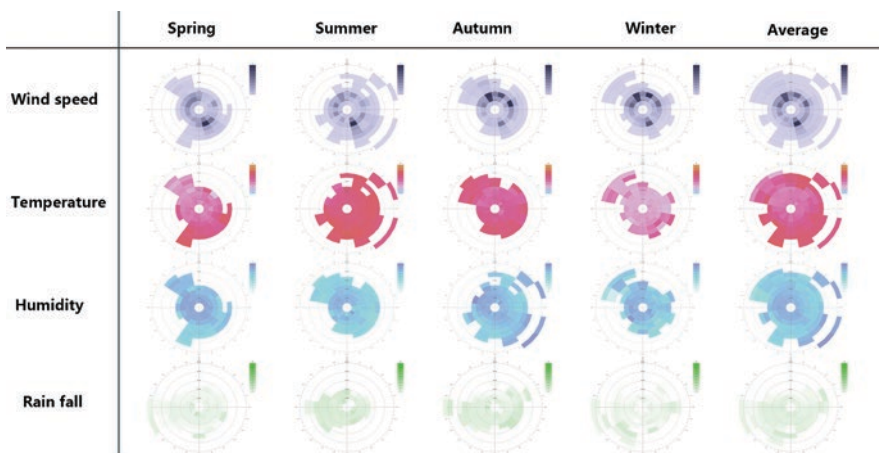 Spring Summer Autumn Winter Average
Wind speed
Temperature
Humidity
Rain fall